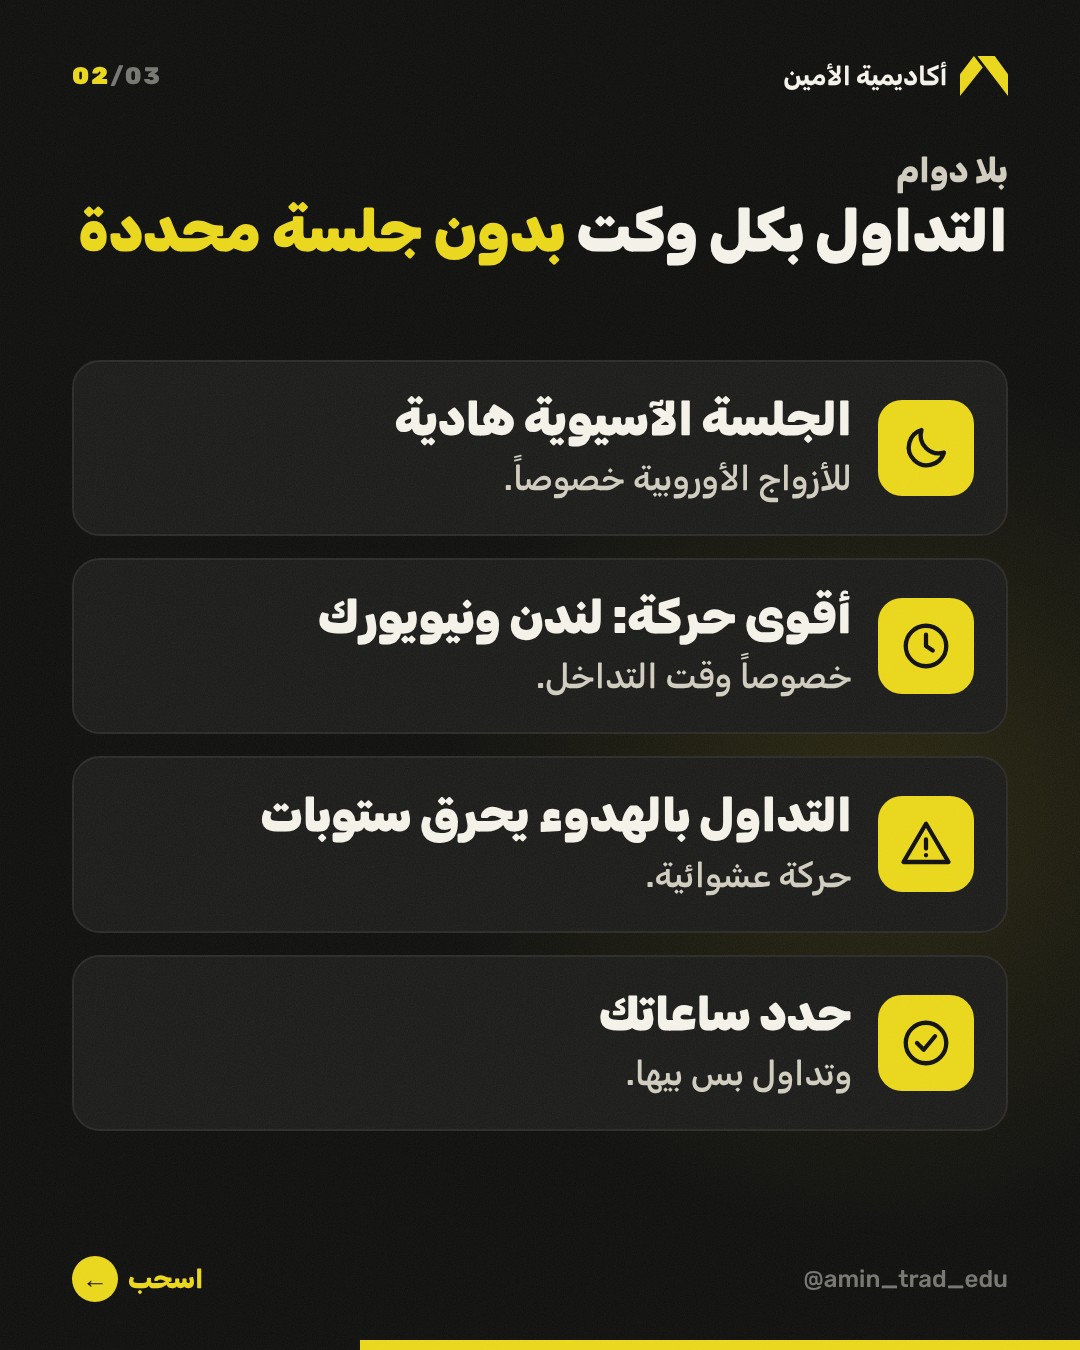 أكاديمية الأمين
02/03
بلا دوام
التداول بكل وكت بدون جلسة محددة
الجلسة الآسيوية هادية
للأزواج الأوروبية خصوصاً.
أقوى حركة: لندن ونيويورك
خصوصاً وقت التداخل.
التداول بالهدوء يحرق ستوبات
حركة عشوائية.
حدد ساعاتك
وتداول بس بيها.
@amin_trad_edu
اسحب ←